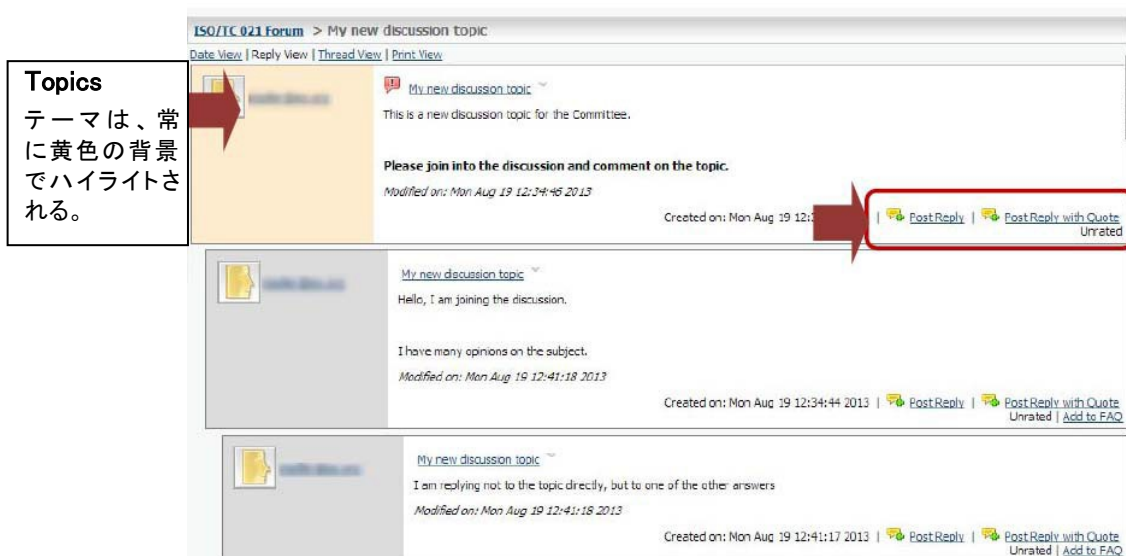 ISO/TC 021 Forum > My new discussion topic
Date View | Reply View | Thread View | Print View
Topics
テーマは、常
に黄色の背景
でハイライトさ
れる。
My new discussion topic
This is a new discussion topic for the Committee.
Please join into the discussion and comment on the topic.
Modified on: Mon Aug 19 12:34:46 2013
Created on: Mon Aug 19 | Post Reply | Post Reply with Quote
Unrated
My new discussion topic
Hello, I am joining the discussion.
I have many opinions on the subject.
Modified on: Mon Aug 19 12:41:18 2013
Created on: Mon Aug 19 12:34:44 2013 | Post Reply | Post Reply with Quote
Unrated | Add to FAQ
My new discussion topic
I am replying not to the topic directly, but to one of the other answers
Modified on: Mon Aug 19 12:41:18 2013
Created on: Mon Aug 19 12:41:17 2013 | Post Reply | Post Reply with Quote
Unrated | Add to FAQ